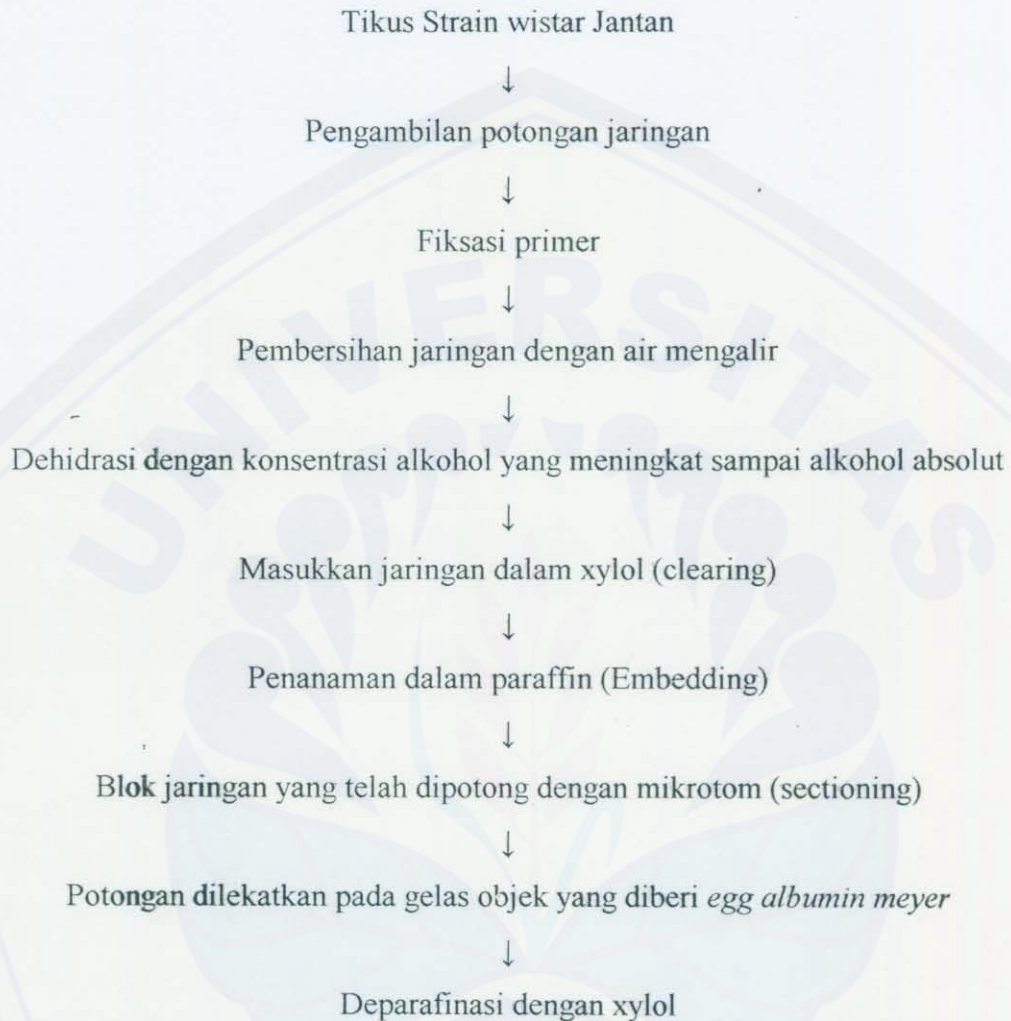 Tikus Strain wistar Jantan
↓
Pengambilan potongan jaringan
↓
Fiksasi primer
↓
Pembersihan jaringan dengan air mengalir
↓
Dehidrasi dengan konsentrasi alkohol yang meningkat sampai alkohol absolut
↓
Masukkan jaringan dalam xylol (clearing)
↓
Penanaman dalam paraffin (Embedding)
↓
Blok jaringan yang telah dipotong dengan mikrotom (sectioning)
↓
Potongan dilekatkan pada gelas objek yang diberi egg albumin meyer
↓
Deparafinasi dengan xylol
UNIVERSITAS